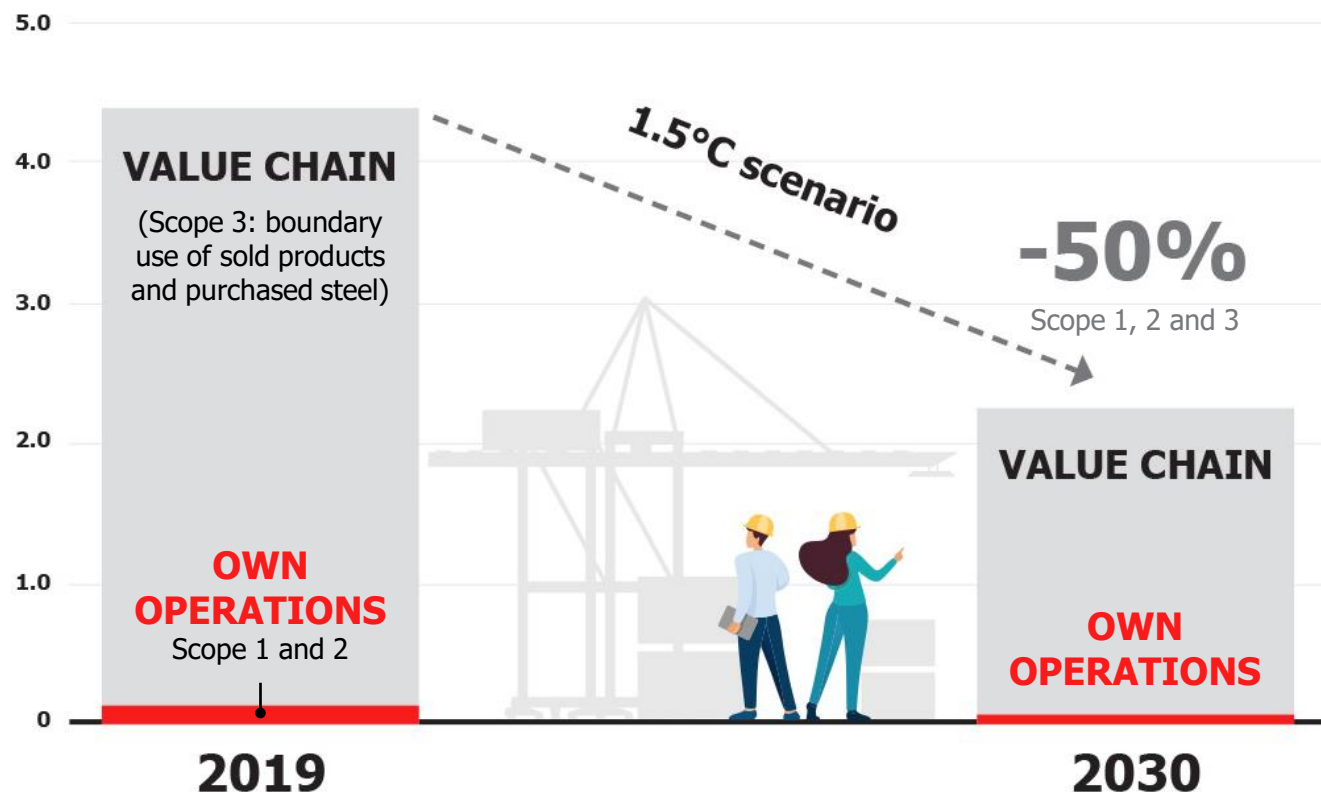 5.0
4.0
3.0
2.0
1.0
0
VALUE CHAIN
(Scope 3: boundary
use of sold products
and purchased steel)
OWN
OPERATIONS
Scope 1 and 2
1.5°C scenario
-50%
Scope 1, 2 and 3
VALUE CHAIN
OWN
OPERATIONS
2019
2030